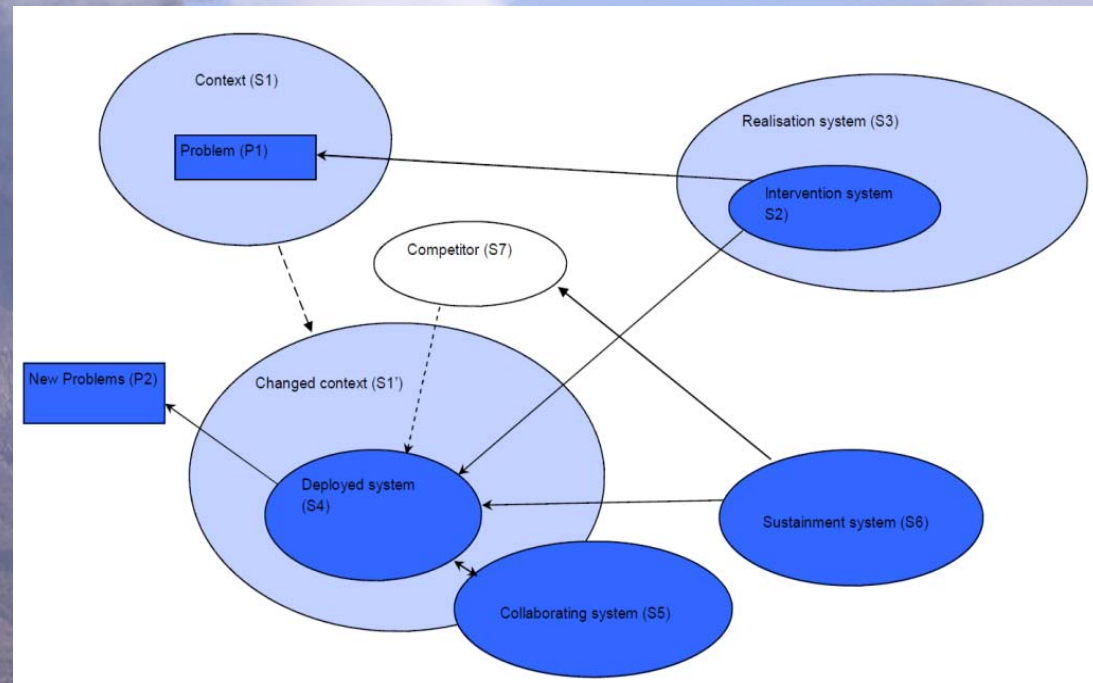 Context (S1)
Problem (P1)
Realisation system (S3)
Intervention system
S2)
Competitor (S7)
New Problems (P2)
Changed context (S1')
Deployed system
(S4)
Sustainment system (S6)
Collaborating system (S5)